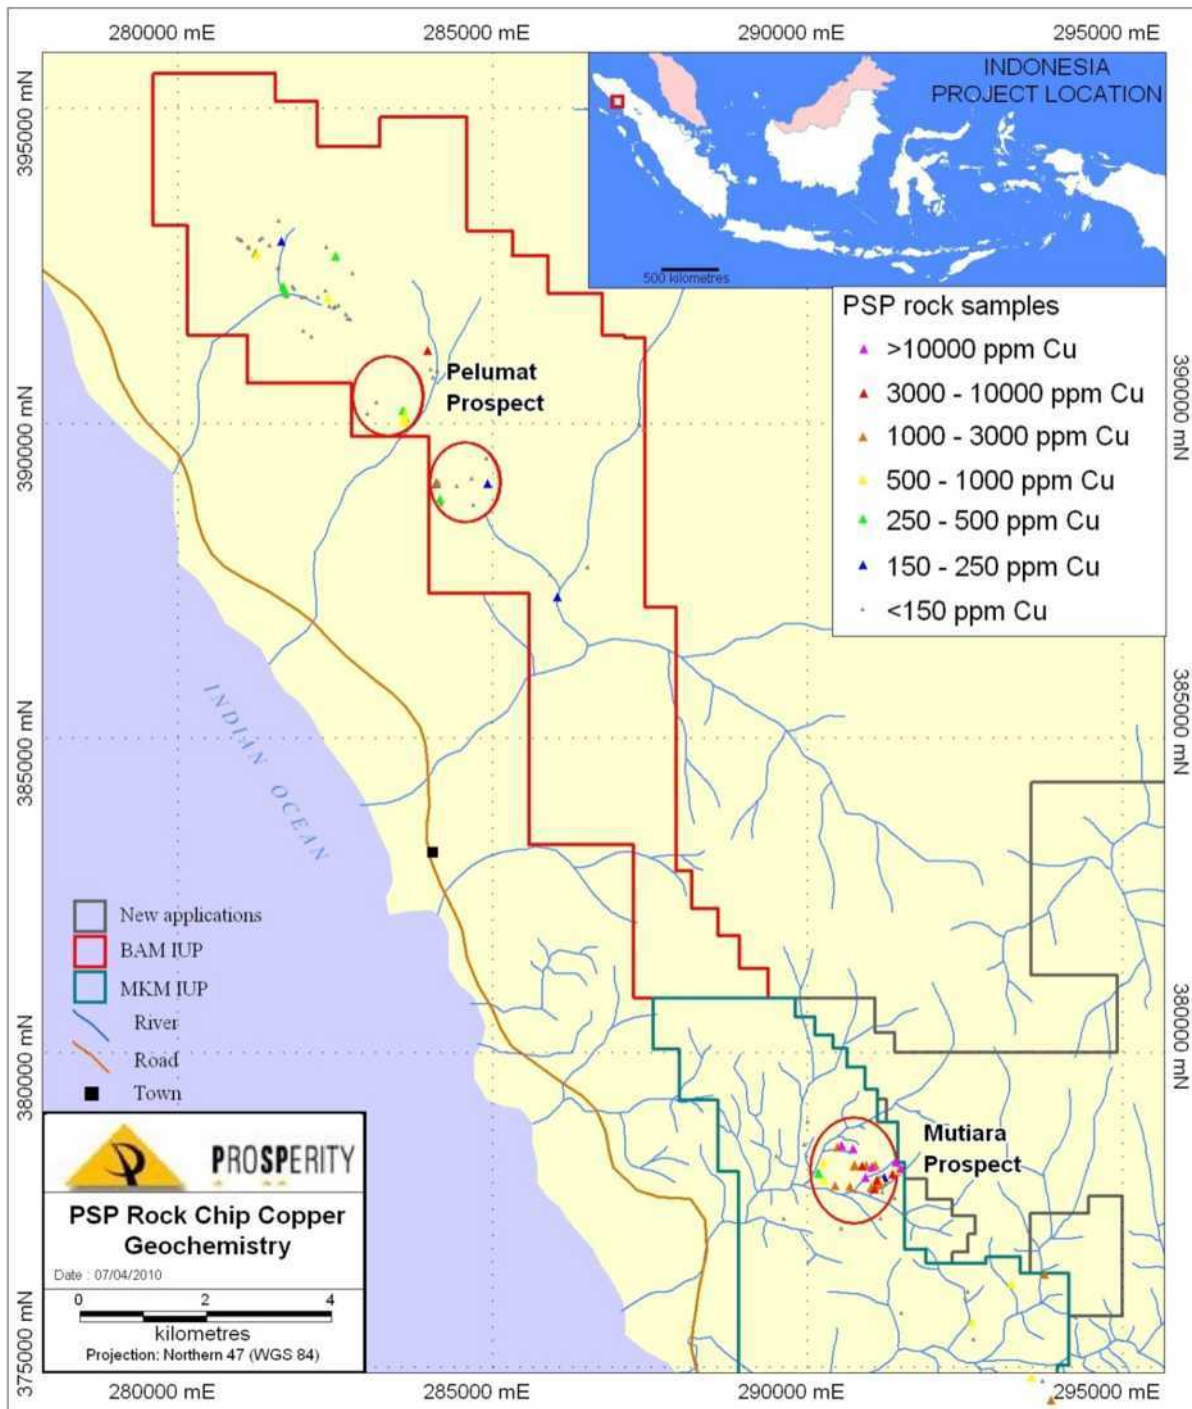 280000 mE
285000 mE
290000 mE
295000 mE
395000 mN
390000 mN
385000 mN
380000 mN
375000 mN
INDONESIA
PROJECT LOCATION
500 kilometres
PSP rock samples
>10000 ppm Cu
3000 - 10000 ppm Cu
1000 - 3000 ppm Cu
500 - 1000 ppm Cu
250 - 500 ppm Cu
150 - 250 ppm Cu
<150 ppm Cu
390000 mN
385000 mN
380000 mN
Pelumat
Prospect
INDIAN OCEAN
New applications
BAM IUP
MKM IUP
River
Road
Town
Mutiara
Prospect
PROSPERITY
PSP Rock Chip Copper
Geochemistry
Date : 07/04/2010
0 2 4
kilometres
Projection: Northern 47 (WGS 84)
280000 mE
285000 mE
290000 mE
295000 mE